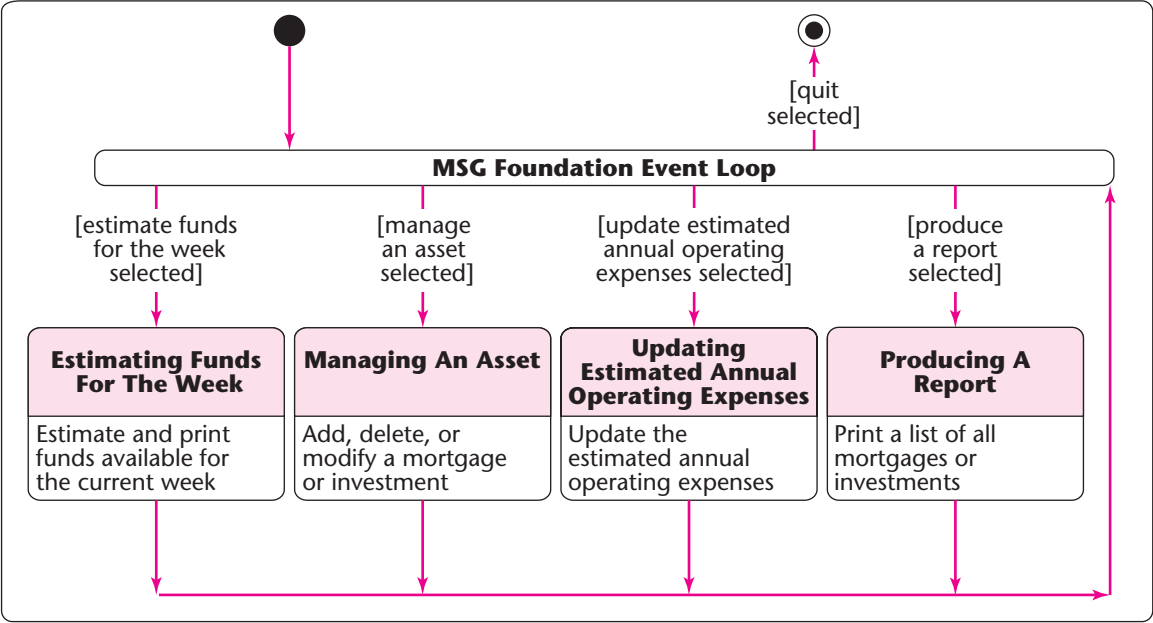 [quit
selected]
MSG Foundation Event Loop
[estimate funds
for the week
selected]
[manage
an asset
selected]
[update estimated
annual operating
expenses selected]
[produce
a report
selected]
Estimating Funds
For The Week
Estimate and print
funds available for
the current week
Managing An Asset
Add, delete, or
modify a mortgage
or investment
Updating
Estimated Annual
Operating Expenses
Update the
estimated annual
operating expenses
Producing A
Report
Print a list of all
mortgages or
investments